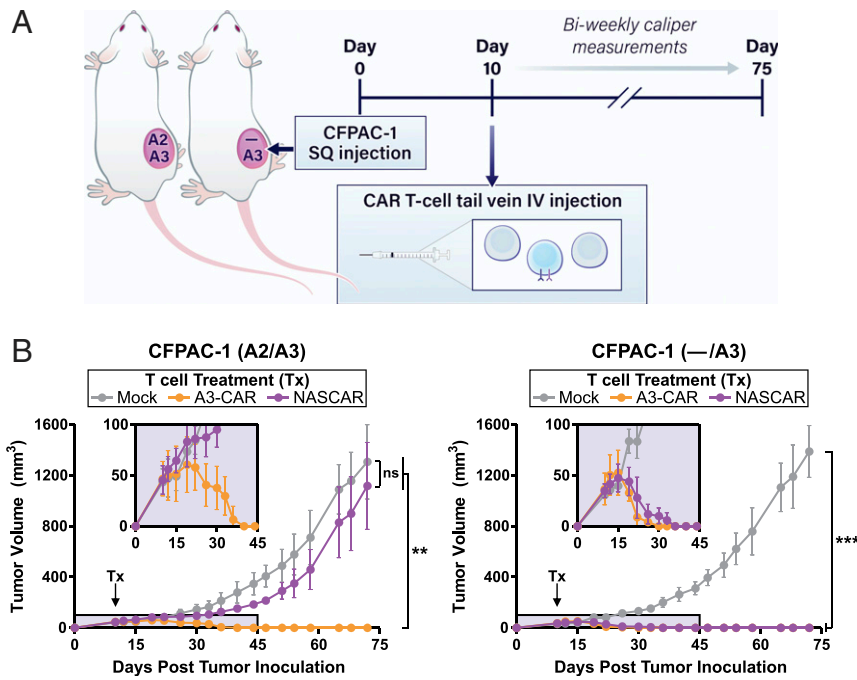 A
Day
0
Day
10
Bi-weekly caliper
measurements
Day
75
A2
A3
—
A3
CFPAC-1
SQ injection
CAR T-cell tail vein IV injection
B
CFPAC-1 (A2/A3)
T cell Treatment (Tx)
Mock A3-CAR NASCAR
Tumor Volume (mm³)
1600
1200
800
400
0
100
50
0
0 15 30 45
Tx
ns
**
0 15 30 45 60 75
Days Post Tumor Inoculation
CFPAC-1 (—/A3)
T cell Treatment (Tx)
Mock A3-CAR NASCAR
Tumor Volume (mm³)
1600
1200
800
400
0
100
50
0
0 15 30 45
Tx
***
0 15 30 45 60 75
Days Post Tumor Inoculation